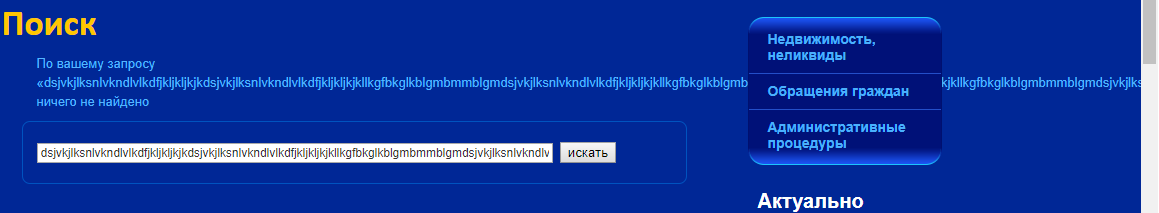 Поиск
По вашему запросу
«dsjvkjlksnlvkndlvlkdfjkljkljkjkdsjvkjlksnlvkndlvlkdfjkljkljkjkllkgfbkglkblgmbmmblgmdsjvkjlksnlvkndlvlkdfjkljkljkjkllkgfbkglkblgmb
ничего не найдено
dsjvkjlksnlvkndlvlkdfjkljkljkjkdsjvkjlksnlvkndlvlkdfjkljkljkjkllkgfbkglkblgmbmmblgmdsjvkjlksnlvkndlv
искать
Недвижимость,
неликвиды
Обращения граждан
Административные
процедуры
Актуально